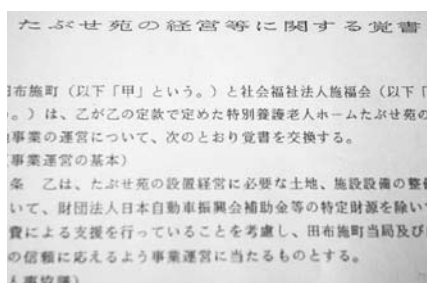 たぶせ苑の経営等に関する覚書
田布施町（以下「甲」という。）と社会福祉法人施福会（以下「
。）は、乙が乙の定款で定めた特別養護老人ホームたぶせ苑の
事業の運営について、次のとおり覚書を交換する。
事業運営の基本）
条　乙は、たぶせ苑の設置経営に必要な土地、施設設備の整
いて、財団法人日本自動車振興会補助金等の特定財源を除い
費による支援を行っていることを考慮し、田布施町当局及び
の信頼に応えるよう事業運営に当たるものとする。
人事協議）